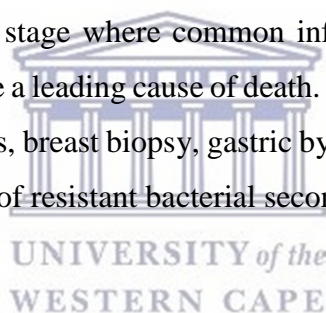 stage where common inf
a leading cause of death.
s, breast biopsy, gastric by
of resistant bacterial secon
UNIVERSITY of the
WESTERN CAPE